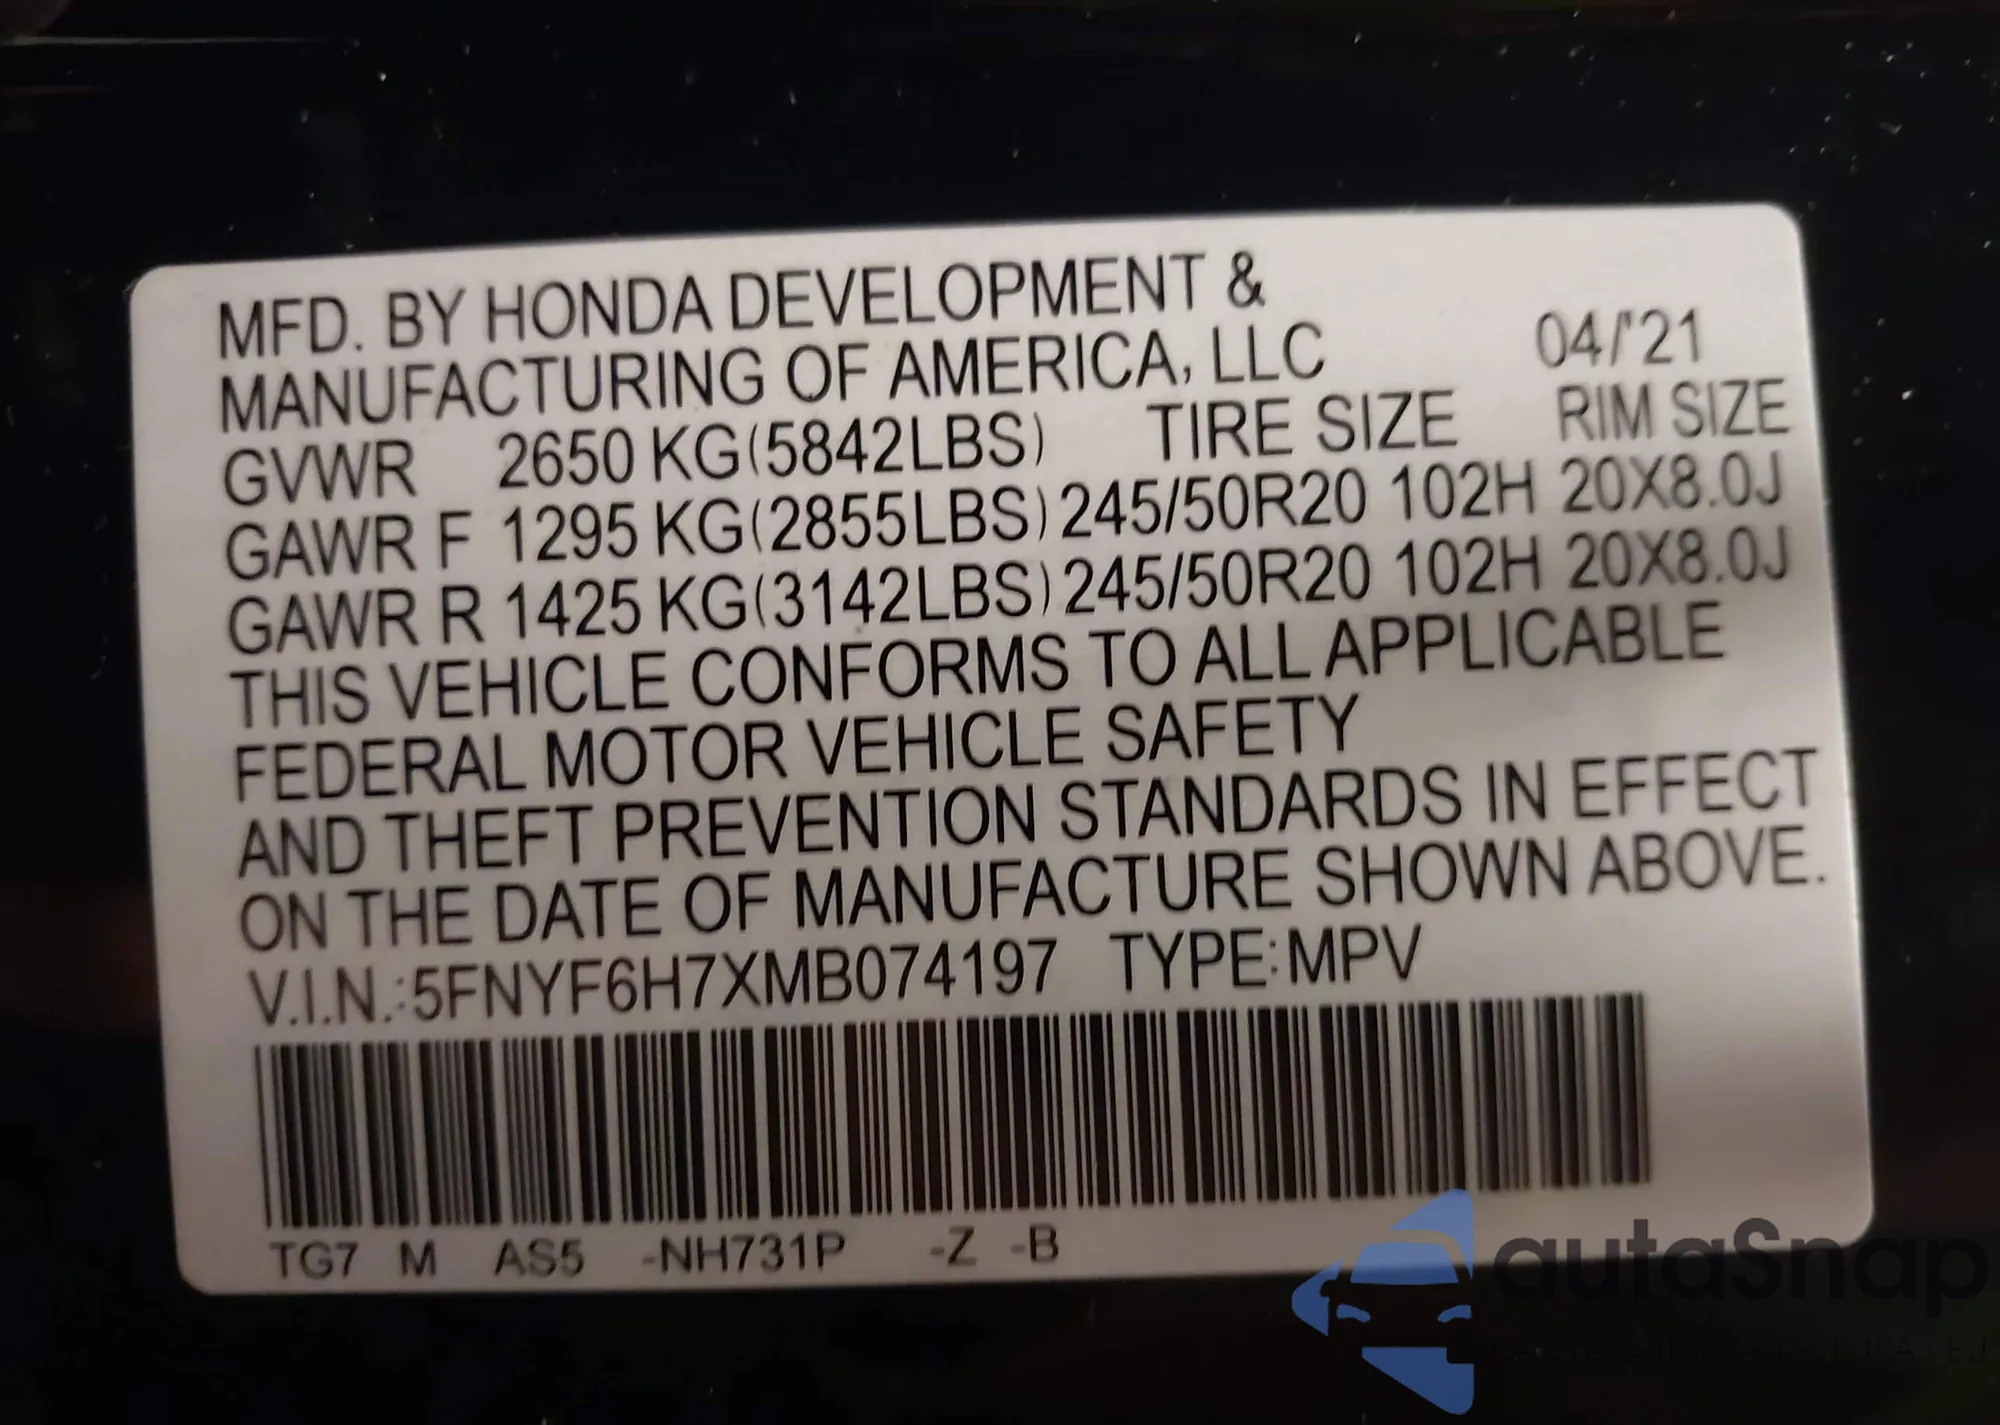 MFD. BY HONDA DEVELOPMENT &
MANUFACTURING OF AMERICA, LLC 04/'21
GVWR 2650 KG(5842LBS) TIRE SIZE RIM SIZE
GAWR F 1295 KG(2855LBS) 245/50R20 102H 20X8.0J
GAWR R 1425 KG(3142LBS) 245/50R20 102H 20X8.0J
THIS VEHICLE CONFORMS TO ALL APPLICABLE
FEDERAL MOTOR VEHICLE SAFETY
AND THEFT PREVENTION STANDARDS IN EFFECT
ON THE DATE OF MANUFACTURE SHOWN ABOVE.
V.I.N.:5FNYF6H7XMB074197 TYPE:MPV
TG7 M AS5 -NH731P -Z -B
autaSnap